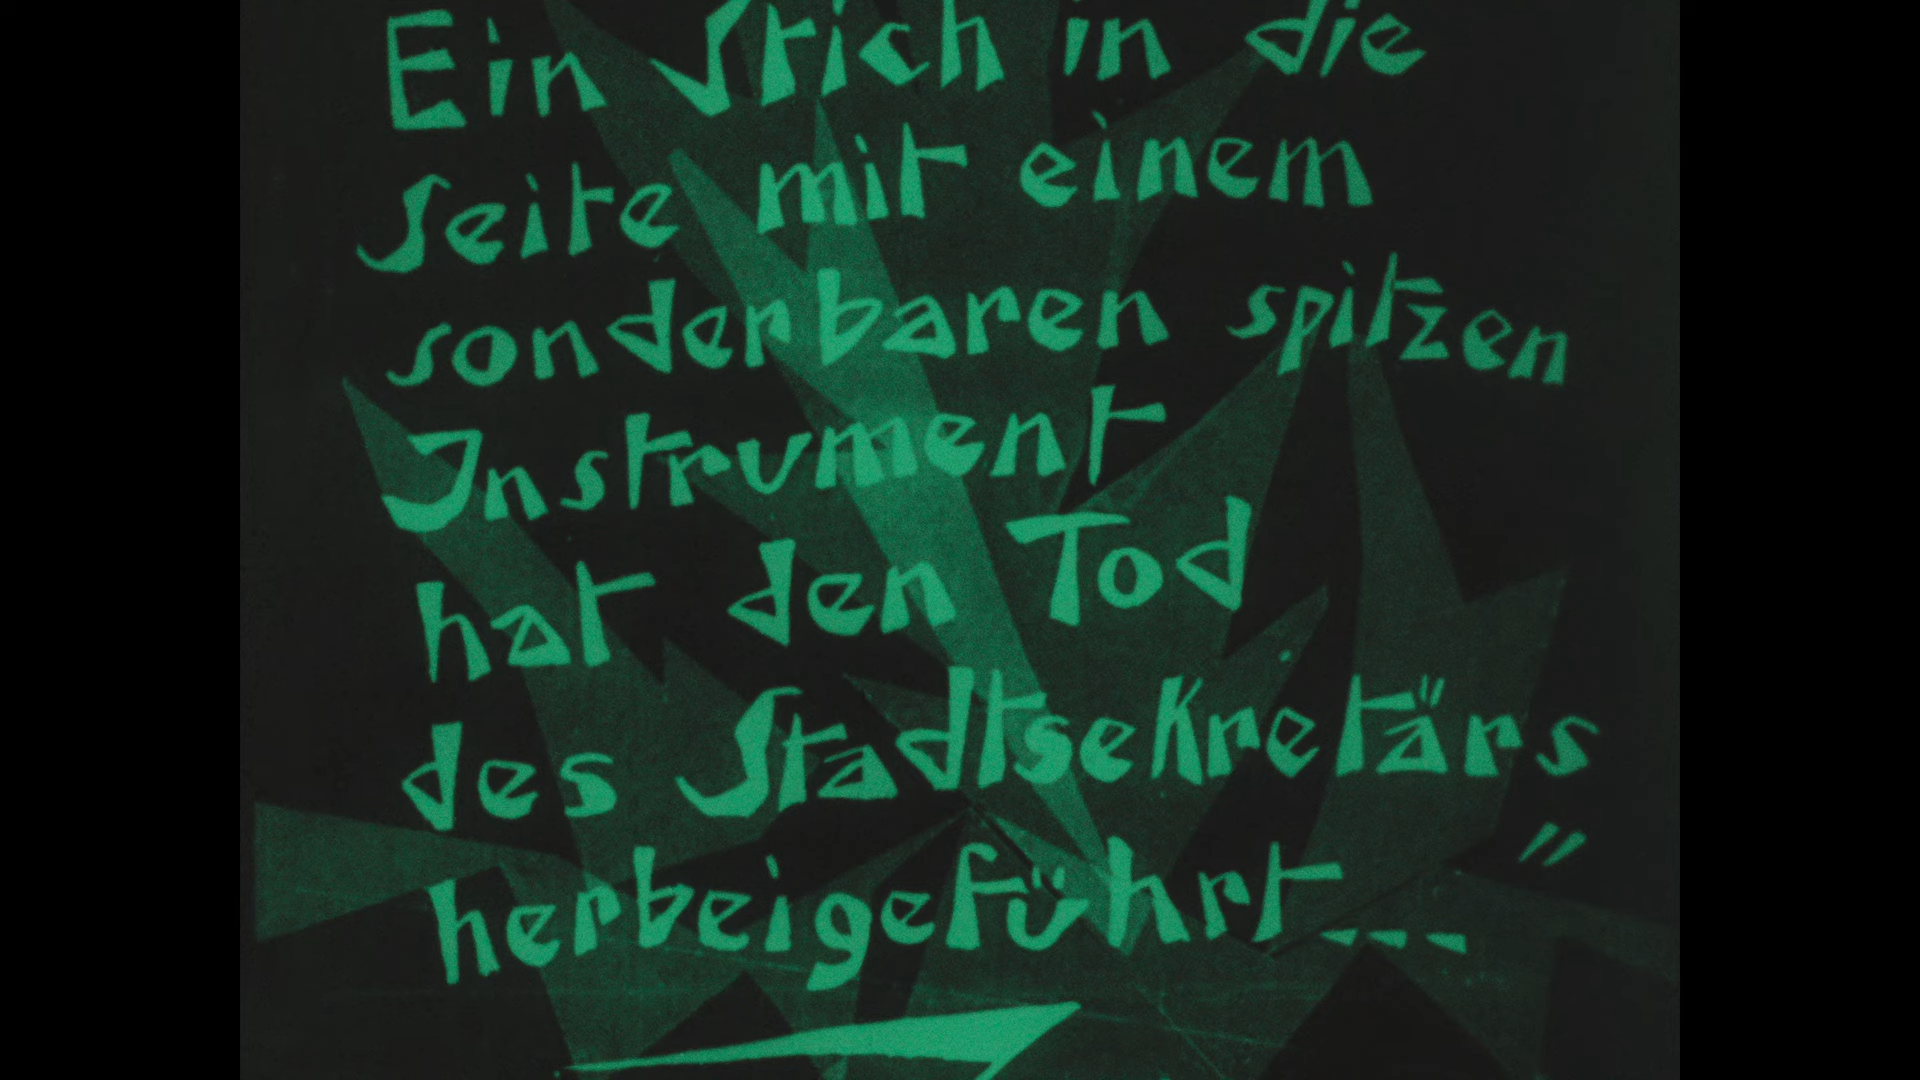 Ein Stich in die
Seite mit einem
sonderbaren spitzen
Instrument
hat den Tod
des Stadtsekretärs
herbeigeführt---"